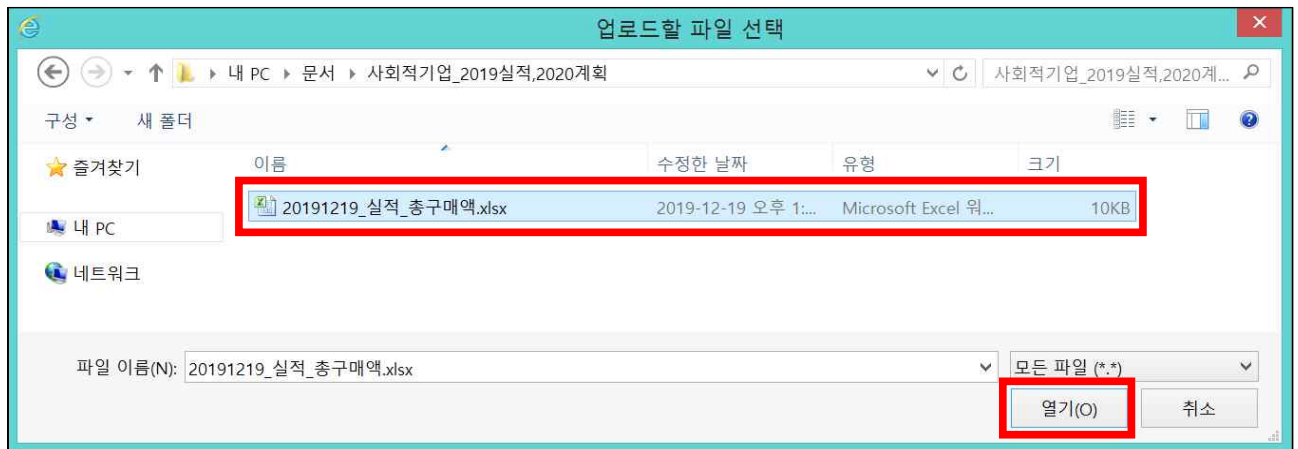 업로드할 파일 선택
내 PC 문서 사회적기업_2019실적,2020계획 사회적기업_2019실적,2020계...
구성 새 폴더
즐겨찾기 이름 수정한 날짜 유형 크기
20191219_실적_총구매액.xlsx 2019-12-19 오후 1:... Microsoft Excel 워... 10KB
내 PC
네트워크
파일 이름(N): 20191219_실적_총구매액.xlsx 모든 파일 (*.*)
열기(O) 취소